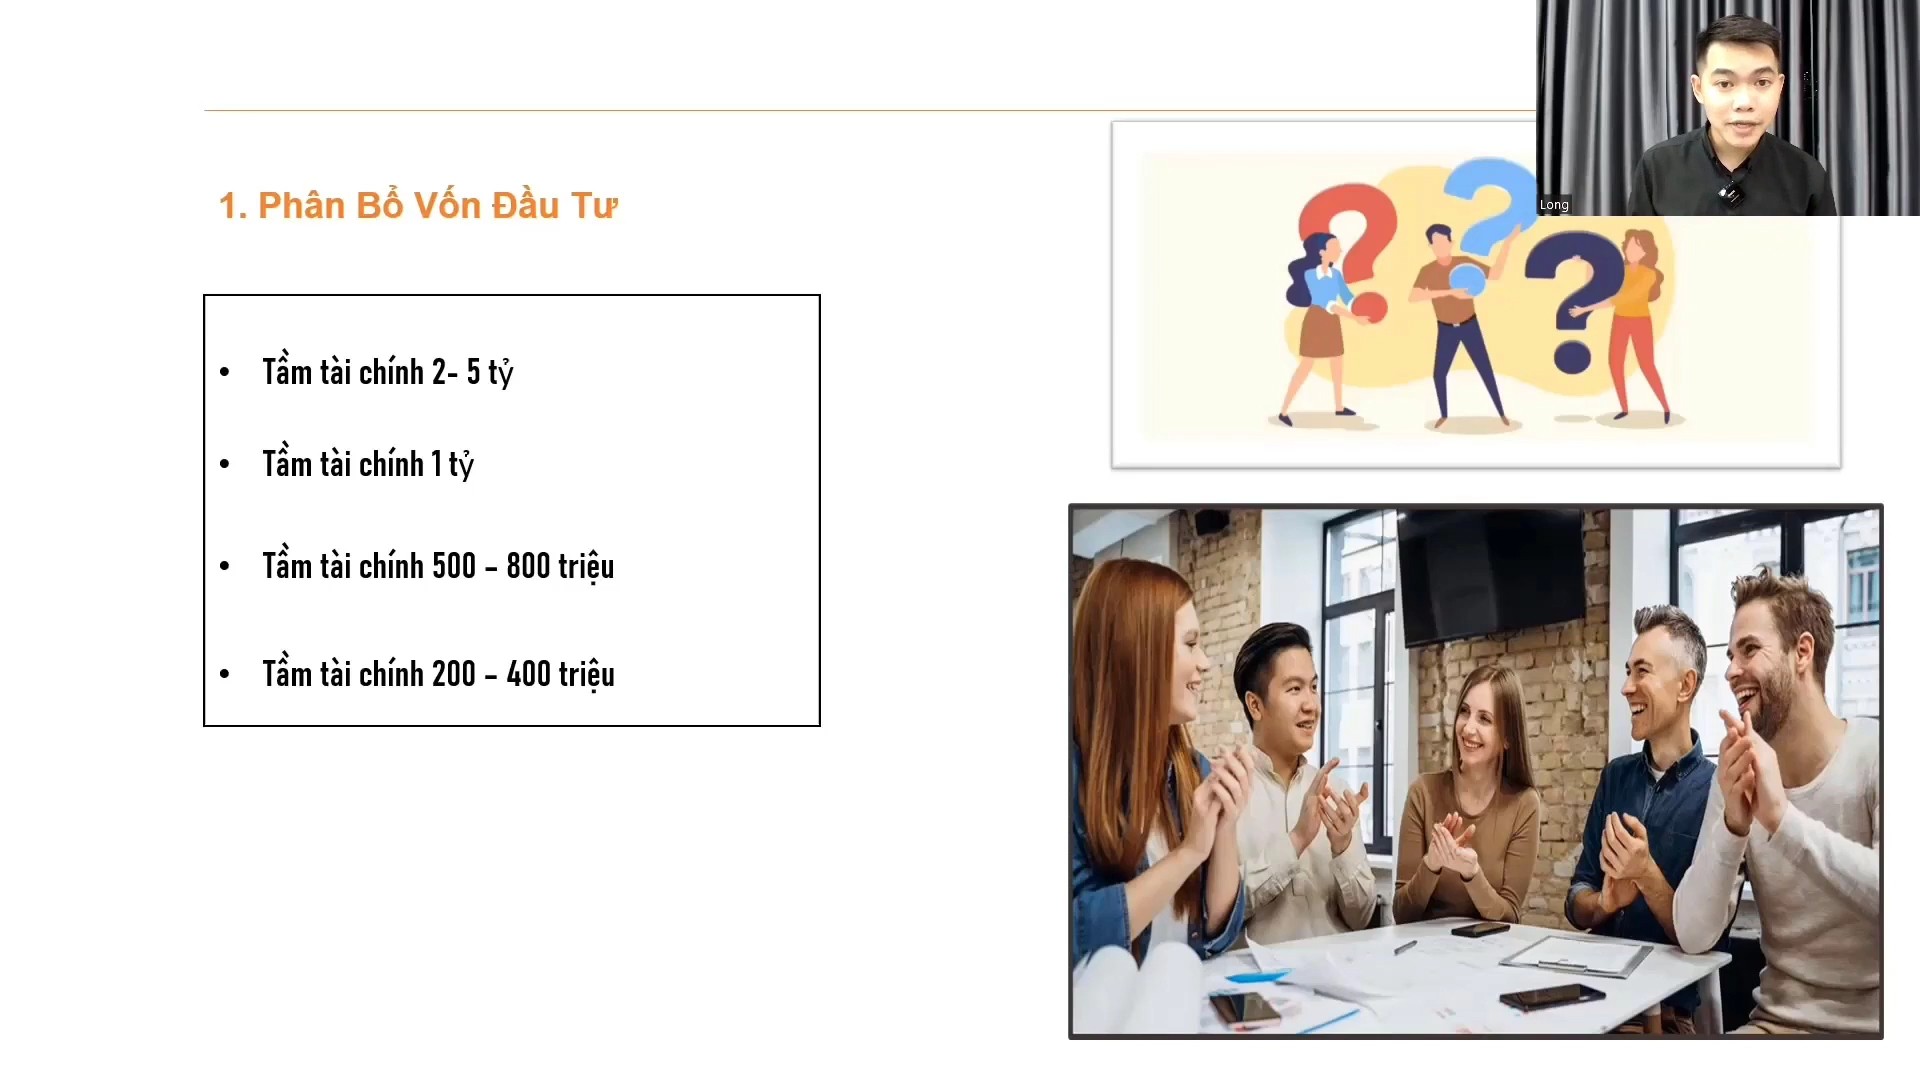 1. Phân Bổ Vốn Đầu Tư
• Tầm tài chính 2- 5 tỷ
• Tầm tài chính 1 tỷ
• Tầm tài chính 500 – 800 triệu
• Tầm tài chính 200 – 400 triệu
Long